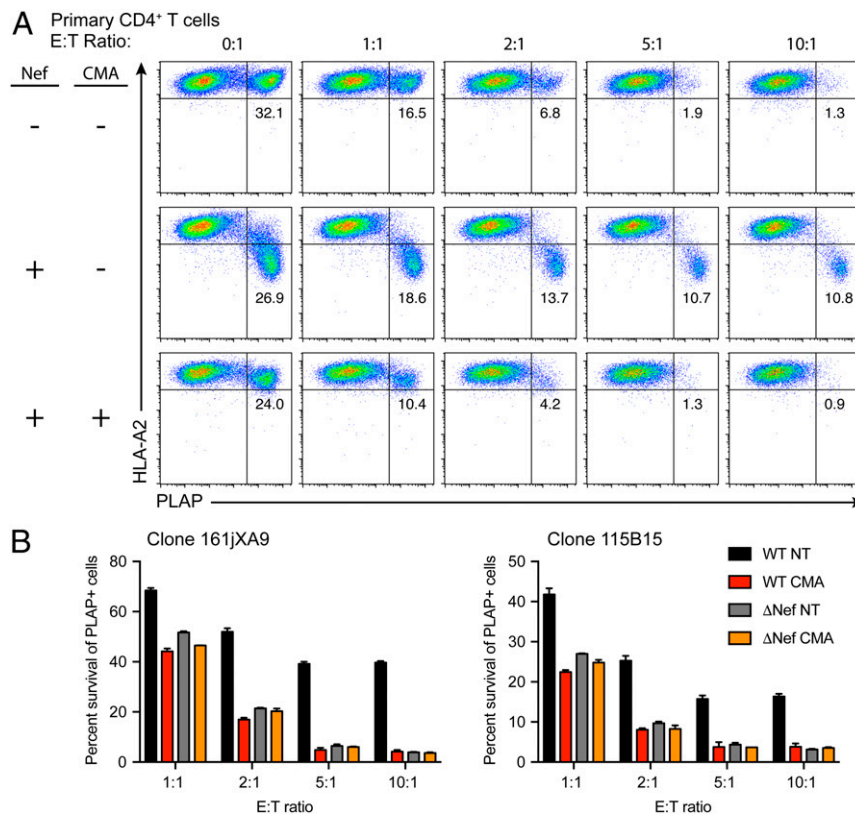 A
Primary CD4⁺ T cells
E:T Ratio:
0:1 1:1 2:1 5:1 10:1
Nef CMA
- -
32.1 16.5 6.8 1.9 1.3
+ -
26.9 18.6 13.7 10.7 10.8
+ +
24.0 10.4 4.2 1.3 0.9
HLA-A2
PLAP
B
Clone 161jXA9
Percent survival of PLAP+ cells
80
60
40
20
0
1:1 2:1 5:1 10:1
E:T ratio
Clone 115B15
Percent survival of PLAP+ cells
50
40
30
20
10
0
1:1 2:1 5:1 10:1
E:T ratio
WT NT
WT CMA
ΔNef NT
ΔNef CMA